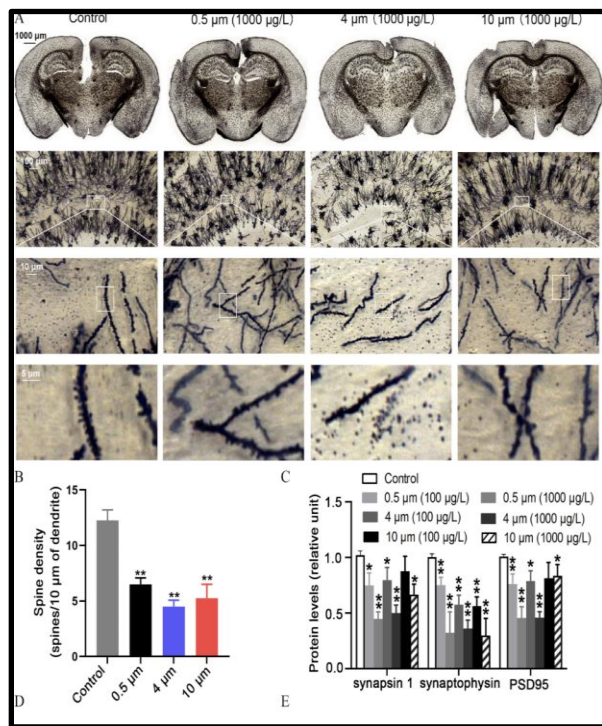 A
Control
0.5 µm (1000 µg/L)
4 µm (1000 µg/L)
10 µm (1000 µg/L)
1000 µm
100 µm
10 µm
5 µm
B
C
15
10
5
0
Spine density
(spines/10 µm of dendrite)
**
**
**
Control
0.5 µm
4 µm
10 µm
Control
0.5 µm (100 µg/L)
0.5 µm (1000 µg/L)
4 µm (100 µg/L)
4 µm (1000 µg/L)
10 µm (100 µg/L)
10 µm (1000 µg/L)
Protein levels (relative unit)
1.5
1.0
0.5
0.0
*
**
*
**
*
**
**
**
**
**
**
**
**
*
**
*
synapsin 1
synaptophysin
PSD95
D
E